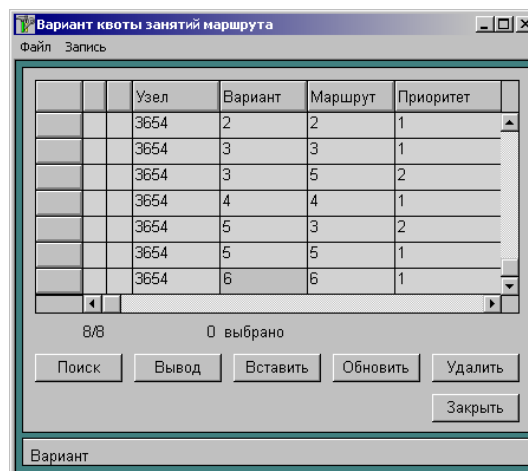 Вариант квоты занятий маршрута
Файл Запись
Узел Вариант Маршрут Приоритет
3654 2 2 1
3654 3 3 1
3654 3 5 2
3654 4 4 1
3654 5 3 2
3654 5 5 1
3654 6 6 1
8/8 0 выбрано
Поиск Вывод Вставить Обновить Удалить
Закрыть
Вариант